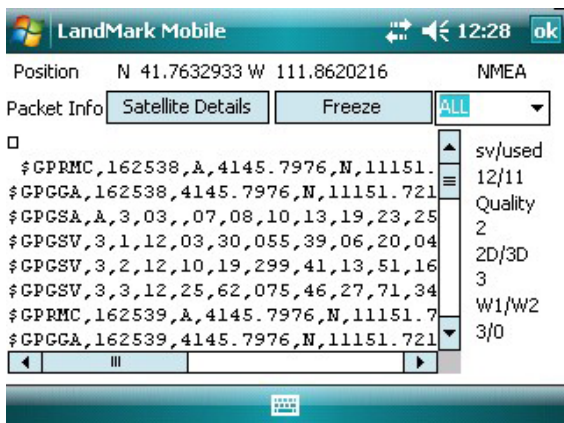 LandMark Mobile 12:28 ok
Position N 41.7632933 W 111.8620216 NMEA
Packet Info Satellite Details Freeze ALL
$GPRMC,162538,A,4145.7976,N,11151.
$GPGGA,162538,4145.7976,N,11151.721
$GPGSA,A,3,03,,07,08,10,13,19,23,25
$GPGSV,3,1,12,03,30,055,39,06,20,04
$GPGSV,3,2,12,10,19,299,41,13,51,16
$GPGSV,3,3,12,25,62,075,46,27,71,34
$GPRMC,162539,A,4145.7976,N,11151.7
$GPGGA,162539,4145.7976,N,11151.721
sv/used
12/11
Quality
2
2D/3D
3
W1/W2
3/0